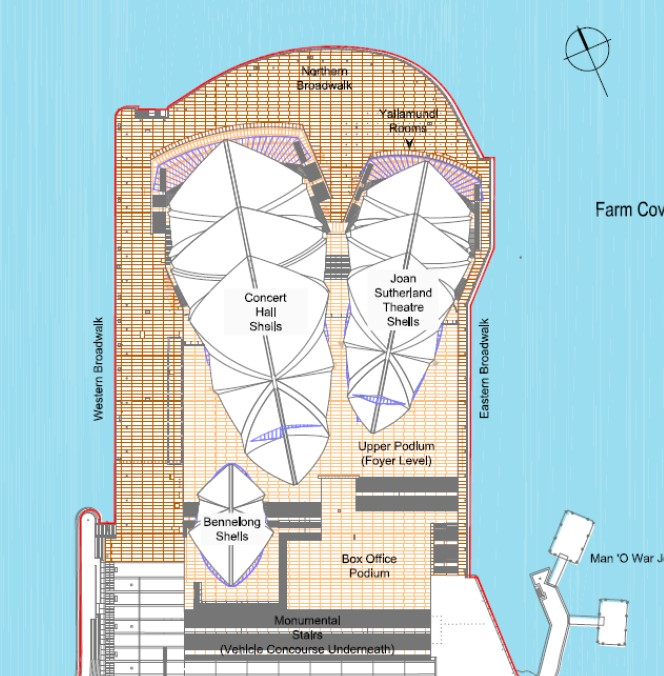 Northern
Broadwalk
Yallamundi
Rooms
Farm Cov
Concert
Hall
Shells
Joan
Sutherland
Theatre
Shells
Western Broadwalk
Eastern Broadwalk
Upper Podium
(Foyer Level)
Bennelong
Shells
Box Office
Podium
Man 'O War J
Monumental
Stairs
(Vehicle Concourse Underneath)